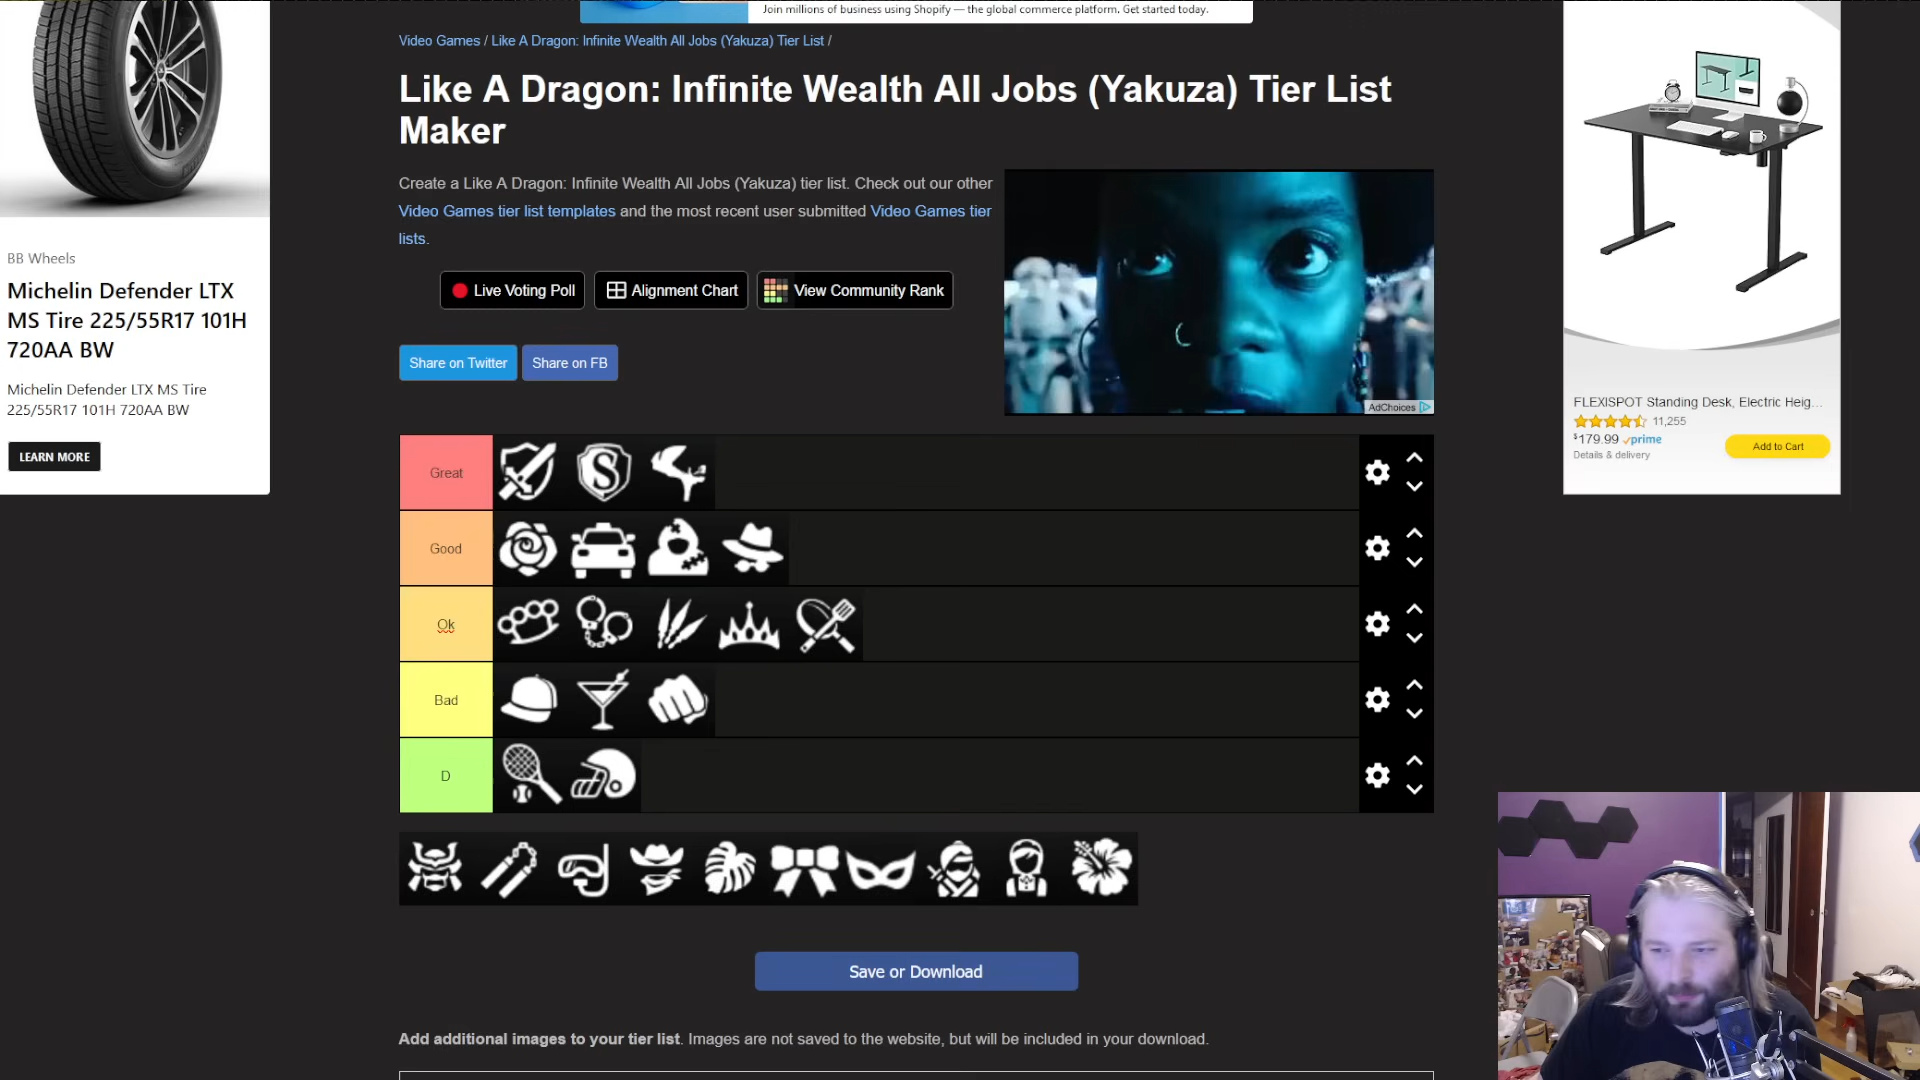 Join millions of business using Shopify — the global commerce platform. Get started today.
Video Games / Like A Dragon: Infinite Wealth All Jobs (Yakuza) Tier List /
Like A Dragon: Infinite Wealth All Jobs (Yakuza) Tier List
Maker
Create a Like A Dragon: Infinite Wealth All Jobs (Yakuza) tier list. Check out our other
Video Games tier list templates and the most recent user submitted Video Games tier
lists.
Live Voting Poll
Alignment Chart
View Community Rank
Share on Twitter
Share on FB
AdChoices
BB Wheels
Michelin Defender LTX
MS Tire 225/55R17 101H
720AA BW
Michelin Defender LTX MS Tire
225/55R17 101H 720AA BW
LEARN MORE
FLEXISPOT Standing Desk, Electric Heig...
11,255
$179.99 prime
Add to Cart
Details & delivery
Great
S
Good
Ok
Bad
D
Save or Download
Add additional images to your tier list. Images are not saved to the website, but will be included in your download.